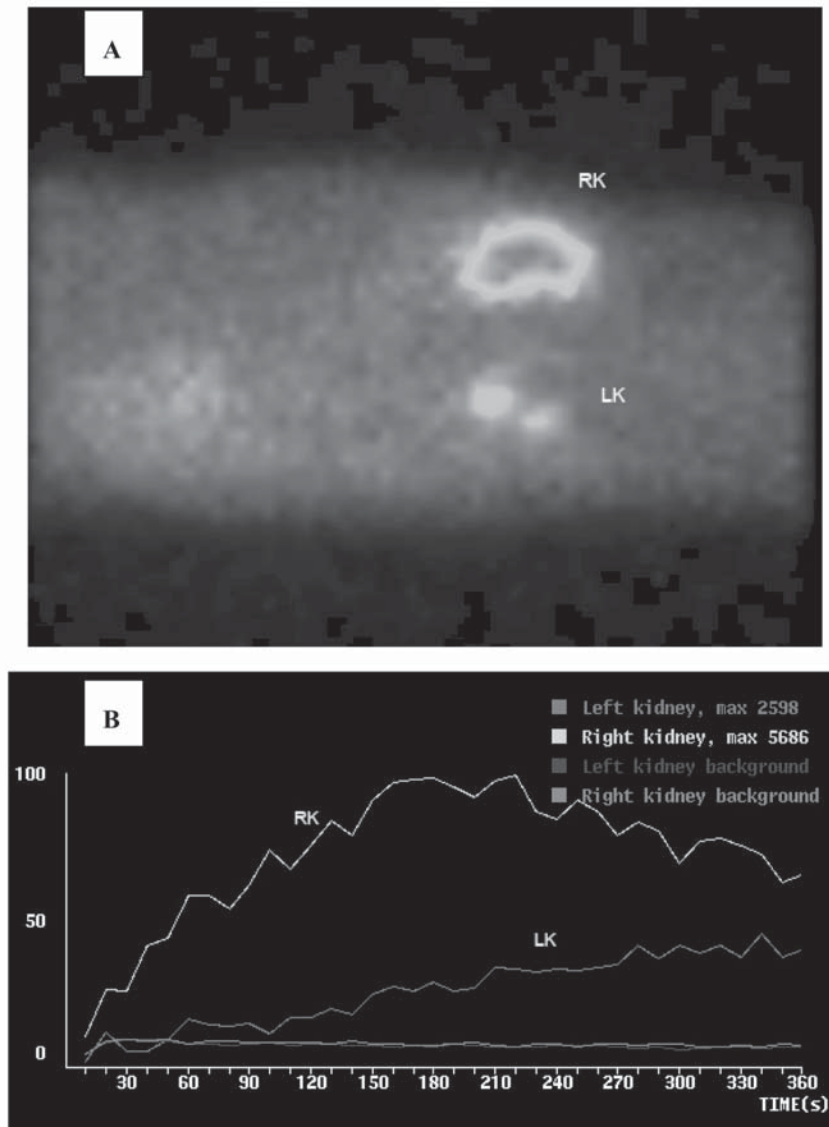 A
RK
LK
B
Left kidney, max 2598
Right kidney, max 5686
Left kidney background
Right kidney background
100
RK
50
LK
0
30 60 90 120 150 180 210 240 270 300 330 360
TIME(s)